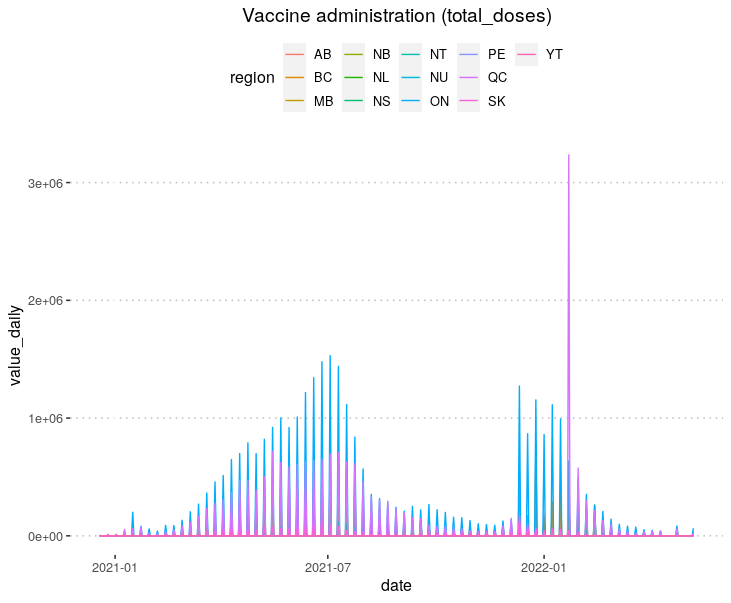 Vaccine administration (total_doses)
region
AB NB NT PE YT
BC NL NU QC
MB NS ON SK
value_daily
3e+06
2e+06
1e+06
0e+00
2021-01 2021-07 2022-01
date